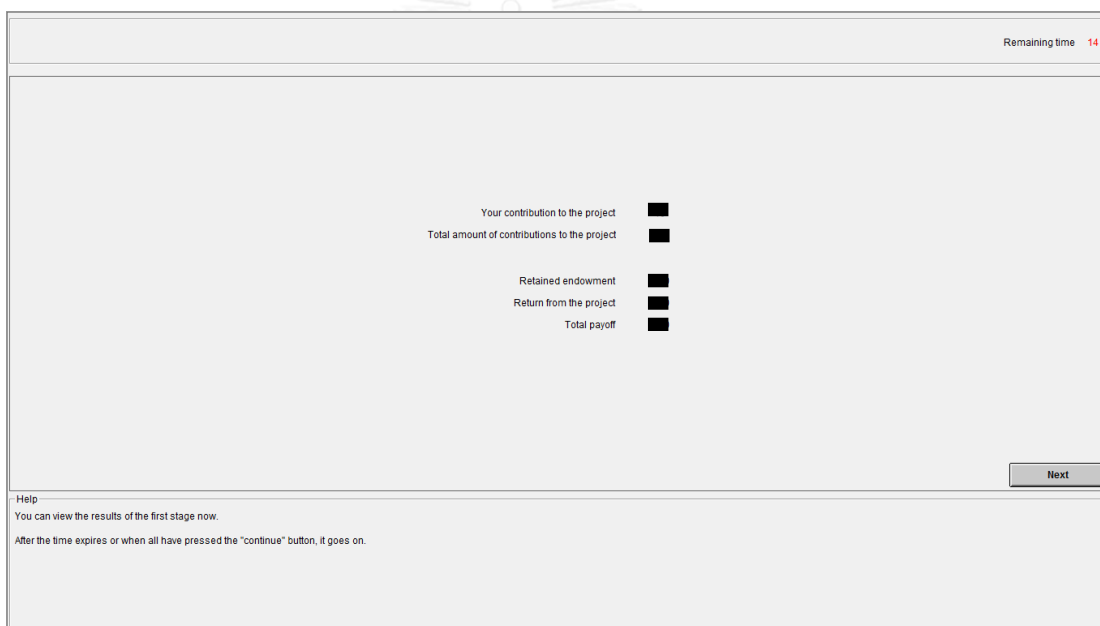 Remaining time 14
Your contribution to the project
Total amount of contributions to the project
Retained endowment
Return from the project
Total payoff
Next
Help
You can view the results of the first stage now.
After the time expires or when all have pressed the "continue" button, it goes on.